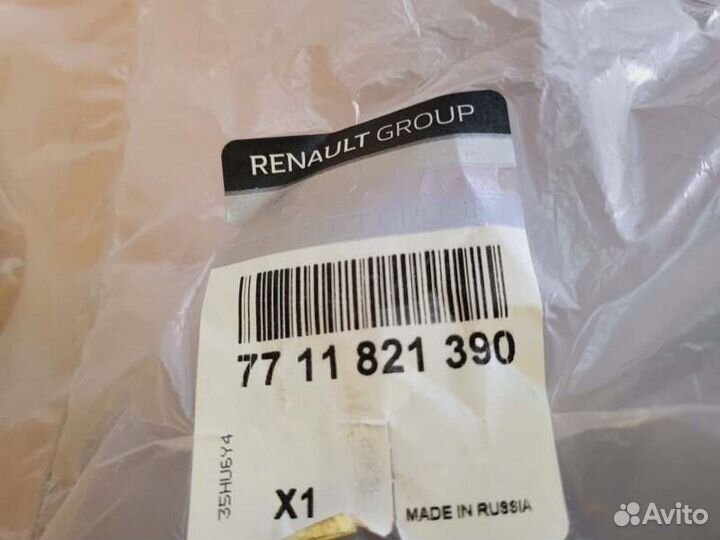 RENAULT GROUP
77 11 821 390
35HU6Y4
X1
MADE IN RUSSIA
Avito